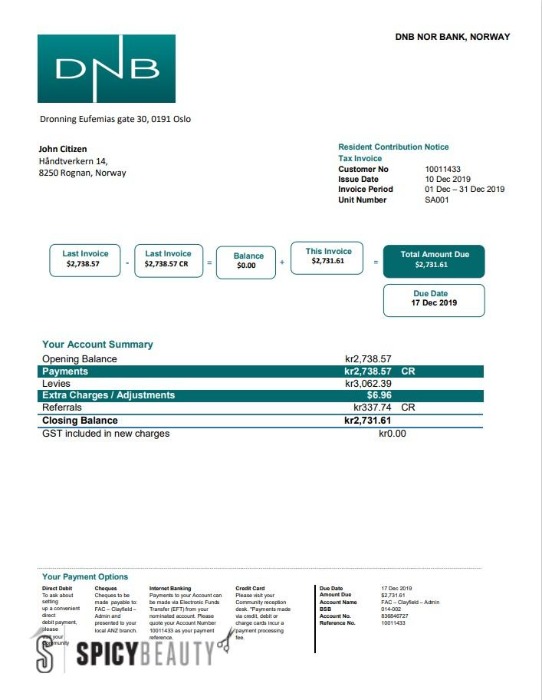 DNB NOR BANK, NORWAY
DNB
Dronning Eufemias gate 30, 0191 Oslo
John Citizen
Håndtverkern 14,
8250 Rognan, Norway
Resident Contribution Notice
Tax Invoice
Customer No 10011433
Issue Date 10 Dec 2019
Invoice Period 01 Dec – 31 Dec 2019
Unit Number SA001
Last Invoice
$2,738.57
-
Last Invoice
$2,738.57 CR
=
Balance
$0.00
+
This Invoice
$2,731.61
=
Total Amount Due
$2,731.61
Due Date
17 Dec 2019
Your Account Summary
Opening Balance kr2,738.57
Payments kr2,738.57 CR
Levies kr3,062.39
Extra Charges / Adjustments $6.96
Referrals kr337.74 CR
Closing Balance kr2,731.61
GST included in new charges kr0.00
Your Payment Options
Direct Debit
To ask about
setting
up a convenient
direct
debit payment,
please
your
Cheques
Cheques to be
made payable to
FAC – Clayfield –
Admin and
presented to your
local ANZ branch
Internet Banking
Payments to your Account can
be made via Electronic Funds
Transfer (EFT) from your
nominated account. Please
quote your Account Number
10011433 as your payment
reference.
Credit Card
Please visit your
Community reception
desk. *Payments made
via credit, debit or
charge cards incur a
payment processing
fee.
Due Date 17 Dec 2019
Amount Due $2,731.61
Account Name FAC – Clayfield – Admin
BSB 014-002
Account No. 836846727
Reference No. 10011433
S SPICYBEAUTY